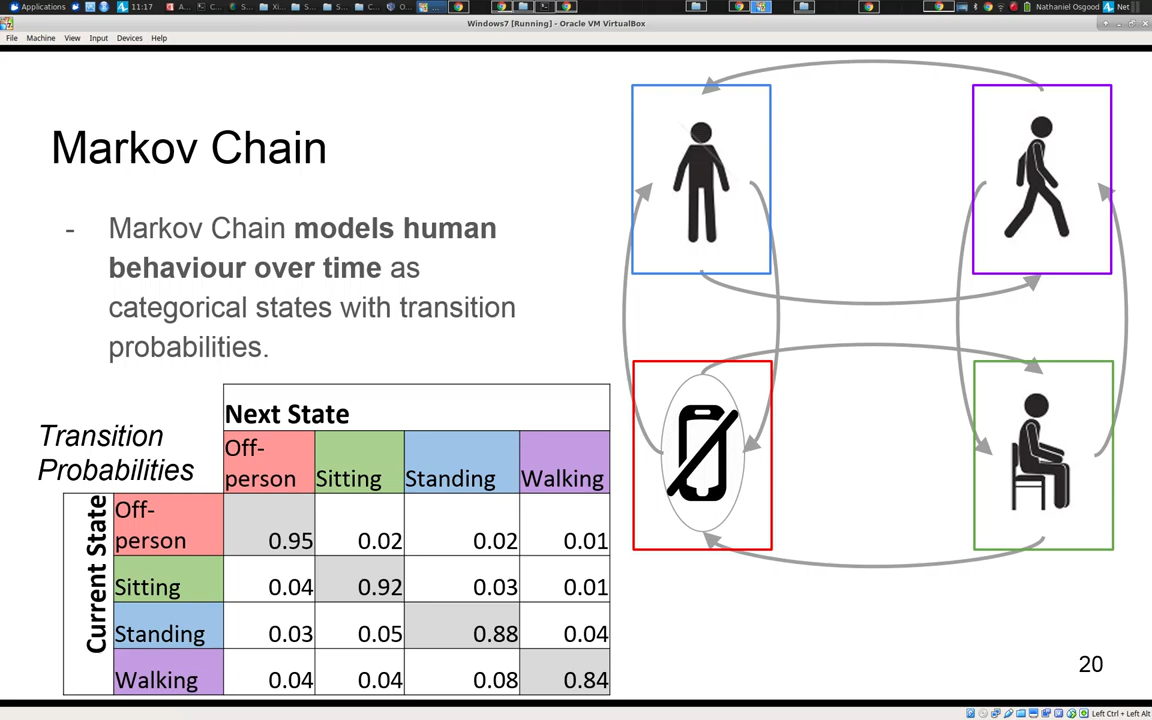 Applications
11:17
Nathaniel Osgood
Net
Windows7 [Running] - Oracle VM VirtualBox
File Machine View Input Devices Help
Markov Chain
- Markov Chain models human
behaviour over time as
categorical states with transition
probabilities.
Transition
Probabilities
Next State
Off-
person Sitting Standing Walking
Current State
Off-
person 0.95 0.02 0.02 0.01
Sitting 0.04 0.92 0.03 0.01
Standing 0.03 0.05 0.88 0.04
Walking 0.04 0.04 0.08 0.84
20
Left Ctrl + Left Alt